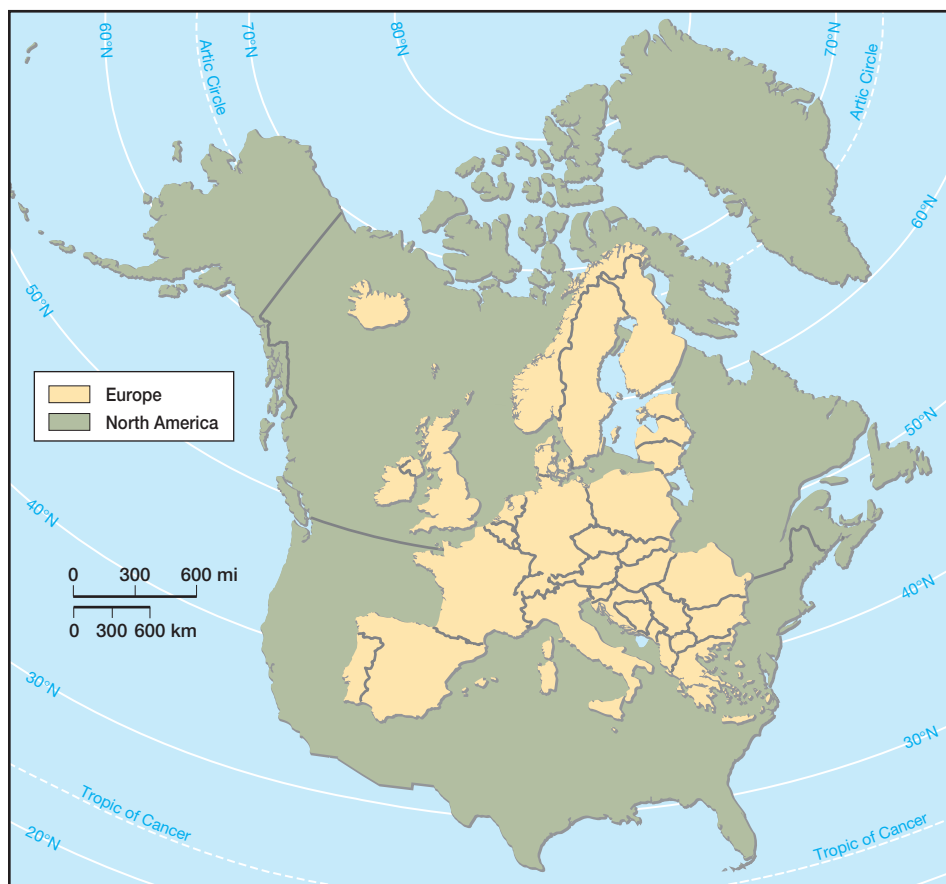 60°N
70°N
80°N
70°N
Artic Circle
Artic Circle
60°N
50°N
Europe
North America
50°N
40°N
0 300 600 mi
0 300 600 km
40°N
30°N
30°N
Tropic of Cancer
Tropic of Cancer
20°N